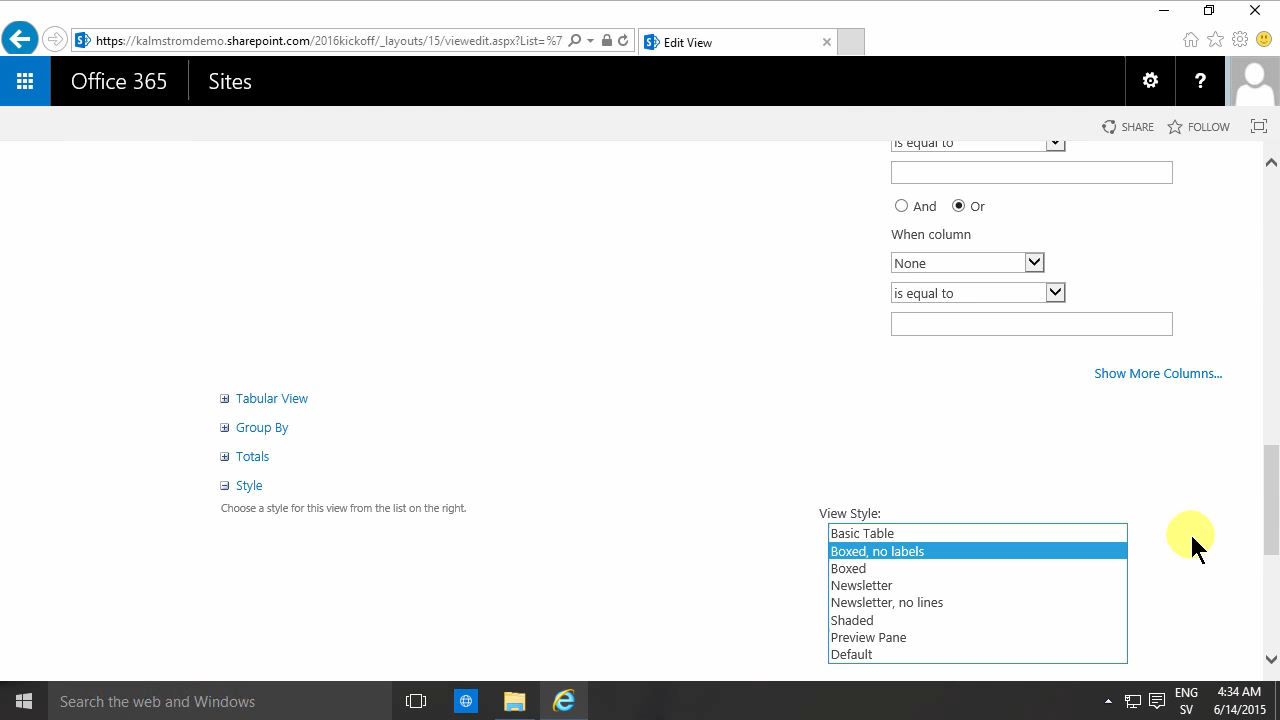 https://kalmstromdemo.sharepoint.com/2016kickoff/_layouts/15/viewedit.aspx?List=%7
Edit View
Office 365
Sites
SHARE
FOLLOW
is equal to
And
Or
When column
None
is equal to
Show More Columns...
Tabular View
Group By
Totals
Style
Choose a style for this view from the list on the right.
View Style:
Basic Table
Boxed, no labels
Boxed
Newsletter
Newsletter, no lines
Shaded
Preview Pane
Default
Search the web and Windows
ENG
SV
4:34 AM
6/14/2015